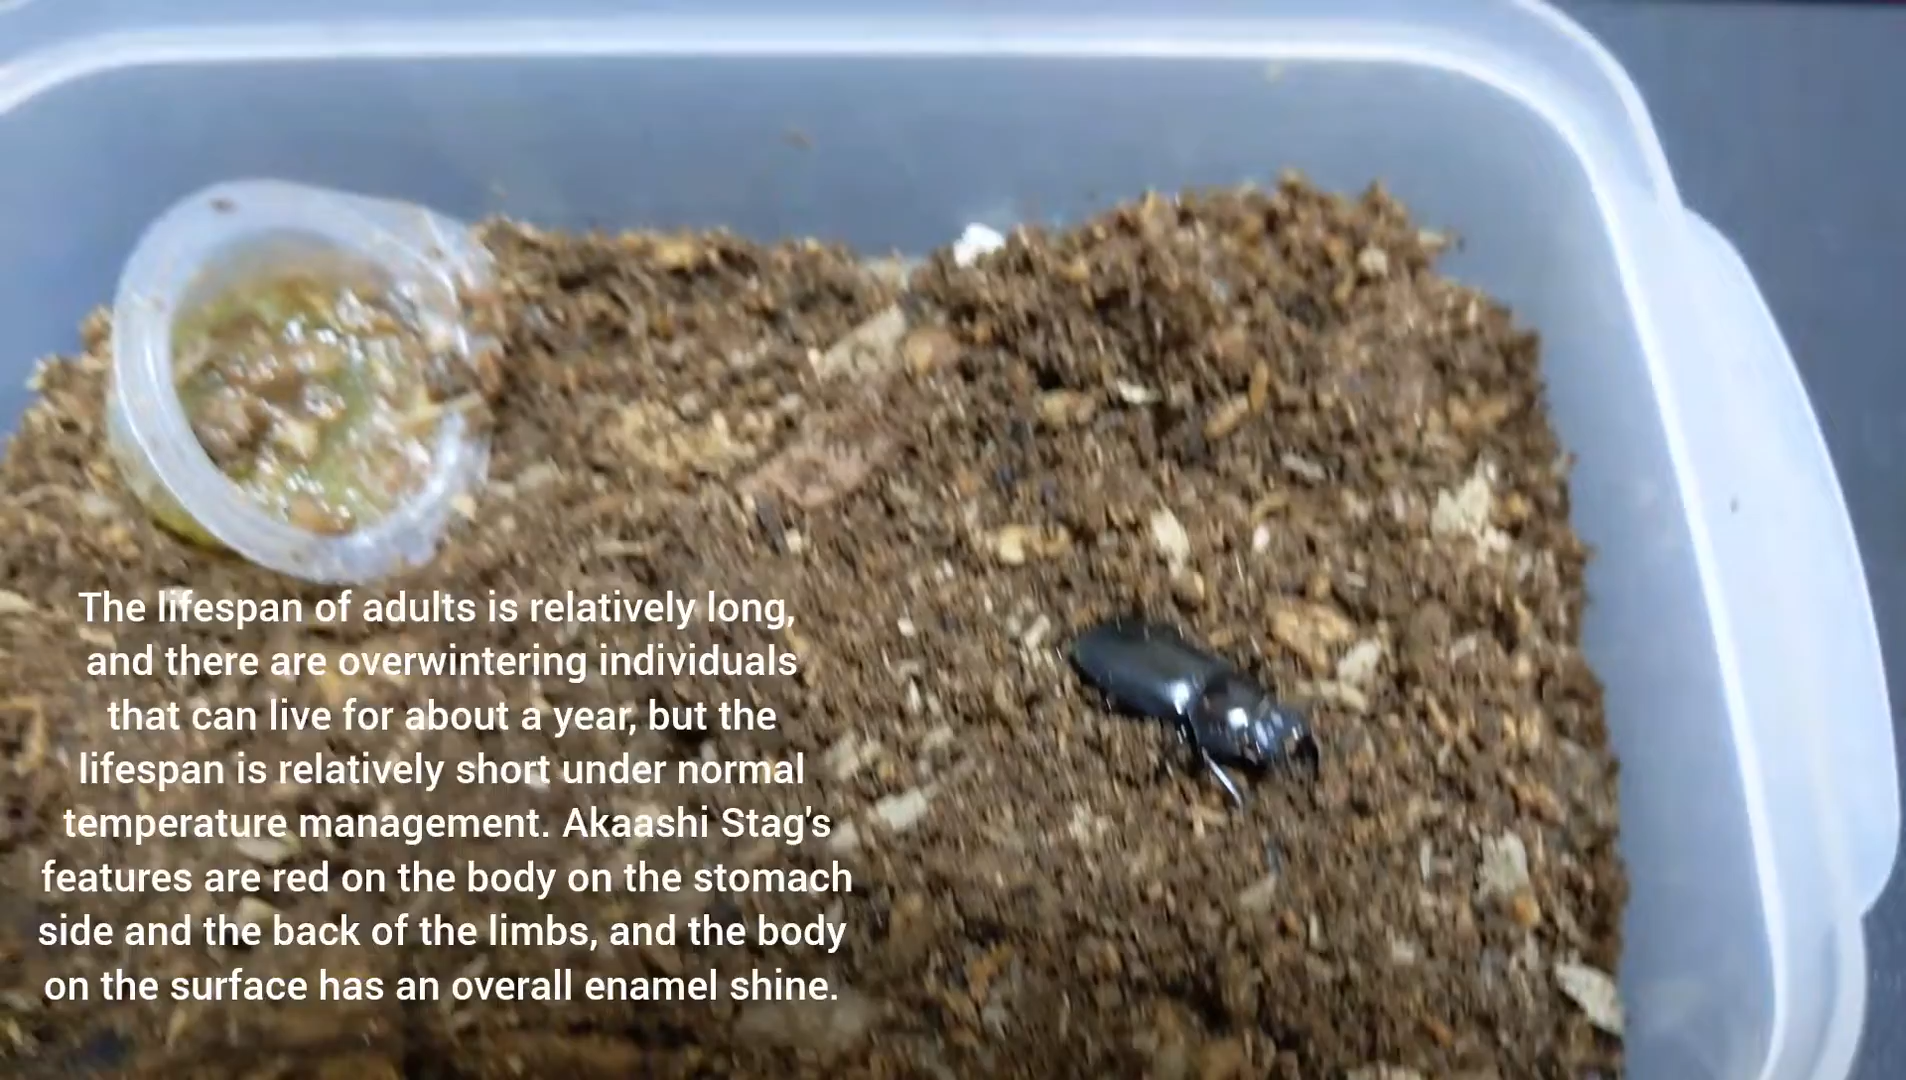 The lifespan of adults is relatively long,
and there are overwintering individuals
that can live for about a year, but the
lifespan is relatively short under normal
temperature management. Akaashi Stag's
features are red on the body on the stomach
side and the back of the limbs, and the body
on the surface has an overall enamel shine.